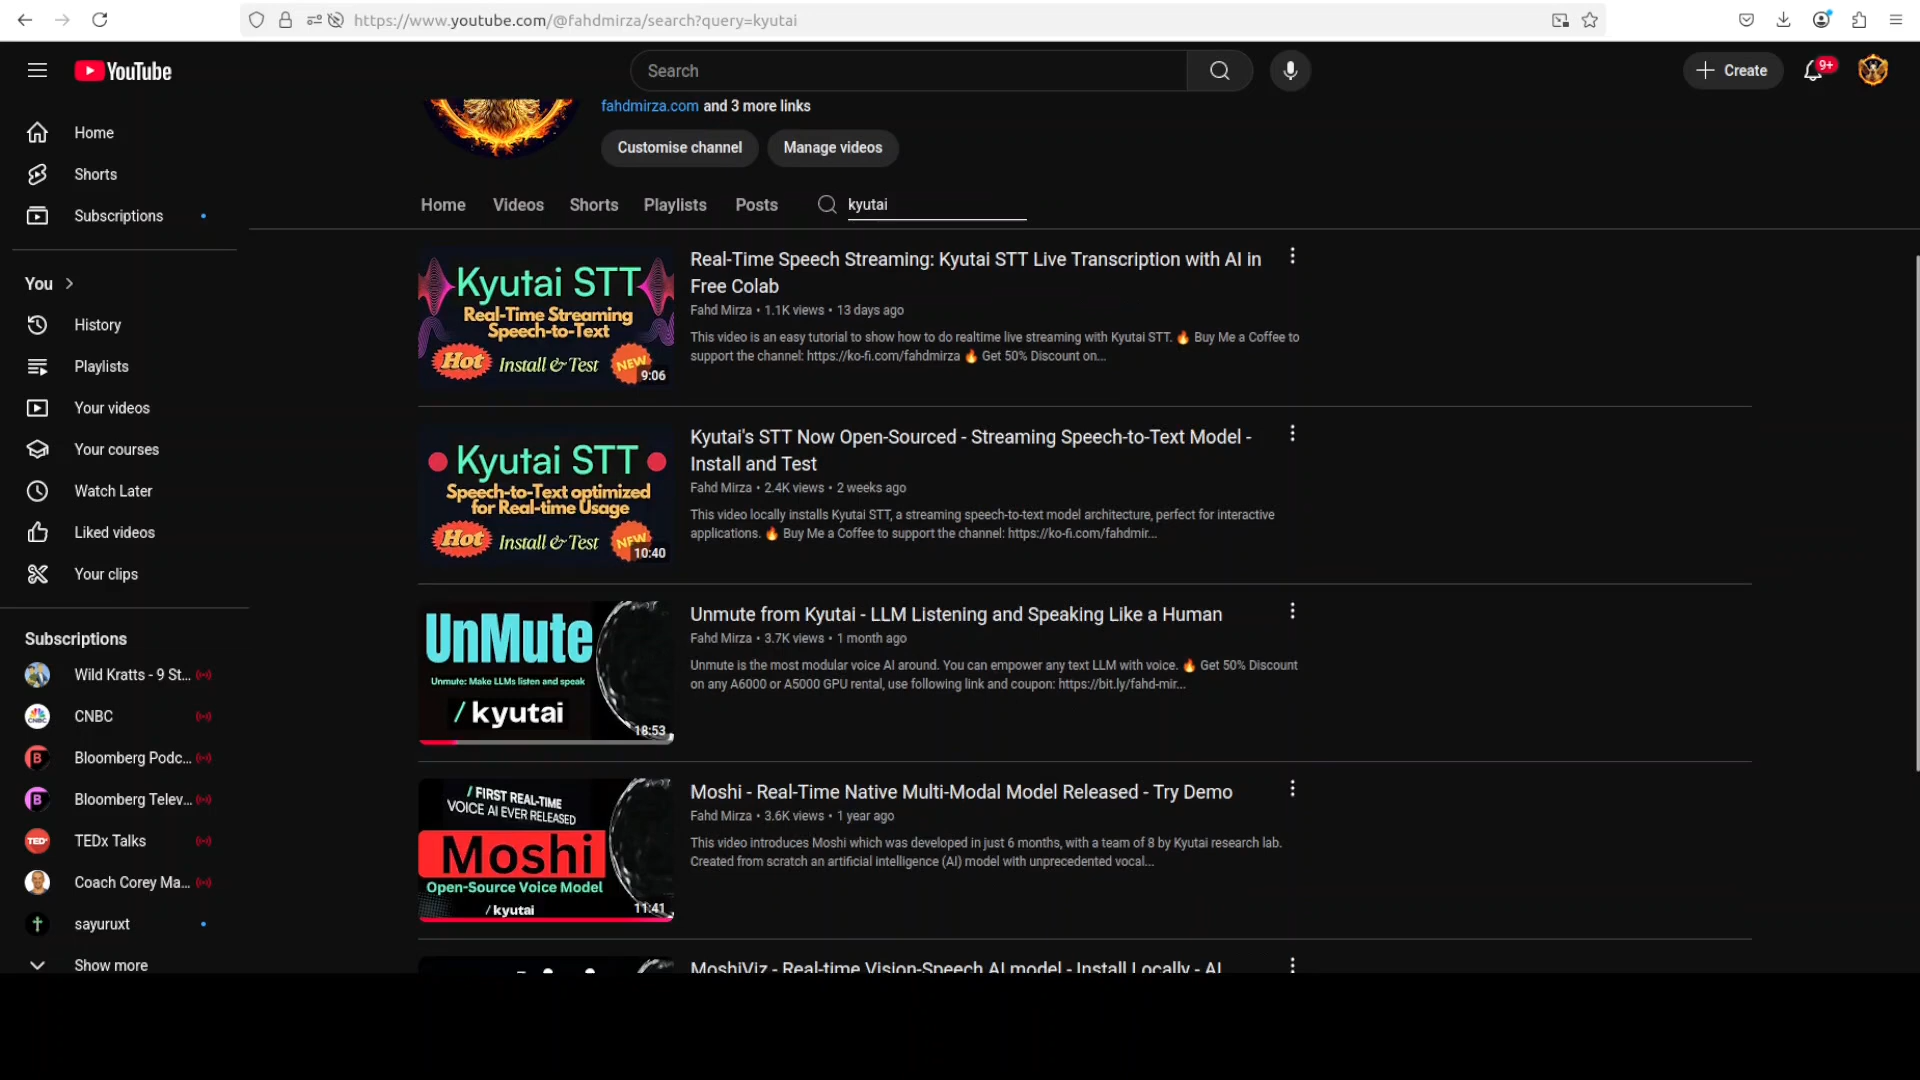 https://www.youtube.com/@fahdmirza/search?query=kyutai
YouTube
Search
Create
9+
fahdmirza.com and 3 more links
Customise channel
Manage videos
Home
Videos
Shorts
Playlists
Posts
kyutai
Home
Shorts
Subscriptions
You
History
Playlists
Your videos
Your courses
Watch Later
Liked videos
Your clips
Subscriptions
Wild Kratts - 9 St...
CNBC
Bloomberg Podc...
Bloomberg Telev...
TEDx Talks
Coach Corey Ma...
sayuruxt
Show more
Kyutai STT
Real-Time Streaming
Speech-to-Text
Hot Install & Test NEW
9:06
Real-Time Speech Streaming: Kyutai STT Live Transcription with AI in
Free Colab
Fahd Mirza • 1.1K views • 13 days ago
This video is an easy tutorial to show how to do realtime live streaming with Kyutai STT. 🔥 Buy Me a Coffee to
support the channel: https://ko-fi.com/fahdmirza 🔥 Get 50% Discount on...
Kyutai STT
Speech-to-Text optimized
for Real-time Usage
Hot Install & Test NEW
10:40
Kyutai's STT Now Open-Sourced - Streaming Speech-to-Text Model -
Install and Test
Fahd Mirza • 2.4K views • 2 weeks ago
This video locally installs Kyutai STT, a streaming speech-to-text model architecture, perfect for interactive
applications. 🔥 Buy Me a Coffee to support the channel: https://ko-fi.com/fahdmir...
UnMute
Unmute: Make LLMs listen and speak
/ kyutai
18:53
Unmute from Kyutai - LLM Listening and Speaking Like a Human
Fahd Mirza • 3.7K views • 1 month ago
Unmute is the most modular voice AI around. You can empower any text LLM with voice. 🔥 Get 50% Discount
on any A6000 or A5000 GPU rental, use following link and coupon: https://bit.ly/fahd-mir...
/ FIRST REAL-TIME
VOICE AI EVER RELEASED
Moshi
Open-Source Voice Model
/ kyutai
11:41
Moshi - Real-Time Native Multi-Modal Model Released - Try Demo
Fahd Mirza • 3.6K views • 1 year ago
This video introduces Moshi which was developed in just 6 months, with a team of 8 by Kyutai research lab.
Created from scratch an artificial intelligence (AI) model with unprecedented vocal...
MoshiViz - Real-time Vision-Speech AI model - Install Locally - AI